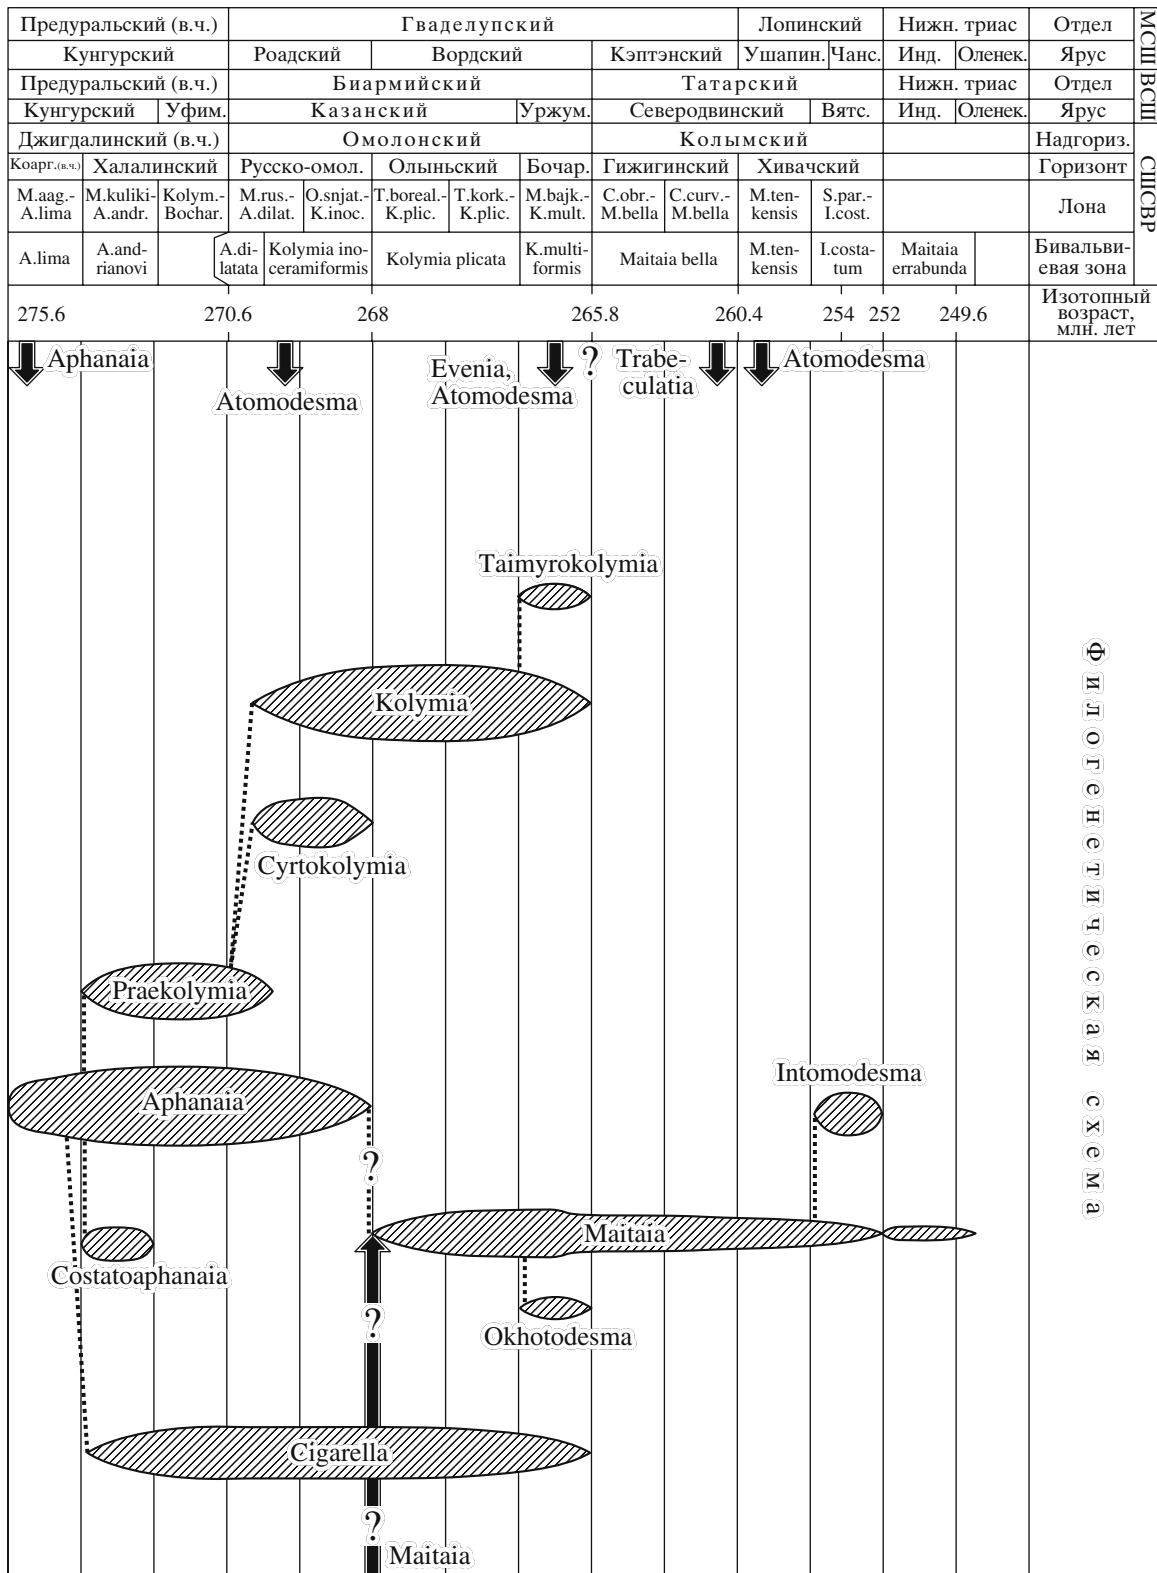 Предуральский (в.ч.) Гваделупский Лопинский Нижн. триас Отдел
Кунгурский Роадский Вордский Кэптэнский Ушапин. Чанс. Инд. Оленек. Ярус
МСШ
Предуральский (в.ч.) Биармийский Татарский Нижн. триас Отдел
Кунгурский Уфим. Казанский Уржум. Северодвинский Вятс. Инд. Оленек. Ярус
ВСШ
Джигдалинский (в.ч.) Омолонский Колымский Надгориз.
Коарг.(в.ч.) Халалинский Русско-омол. Олыньский Бочар. Гижигинский Хивачский Горизонт
M.aag.- M.kuliki- Kolym.- M.rus.- O.snjat.- T.boreal.- T.kork.- M.bajk.- C.obr.- C.curv.- M.ten- S.par.-
A.lima A.andr. Bochar. A.dilat. K.inoc. K.plic. K.plic. K.mult. M.bella M.bella kensis I.cost. Лона
СПСВР
A.lima A.and- A.di- Kolymia ino- Kolymia plicata K.multi- Maitaia bella M.ten- I.costa- Maitaia Бивальви-
rianovi latata ceramiformis formis kensis tum errabunda евая зона
275.6 270.6 268 265.8 260.4 254 252 249.6 Изотопный
возраст,
млн. лет
Aphanaia
Atomodesma
Evenia,
Atomodesma
?
Trabe-
culatia
Atomodesma
Taimyrokolymia
Kolymia
Cyrtokolymia
Praekolymia
Aphanaia
Intomodesma
?
Maitaia
Costatoaphanaia
?
Okhotodesma
Cigarella
?
Maitaia
Филогенетическая схема